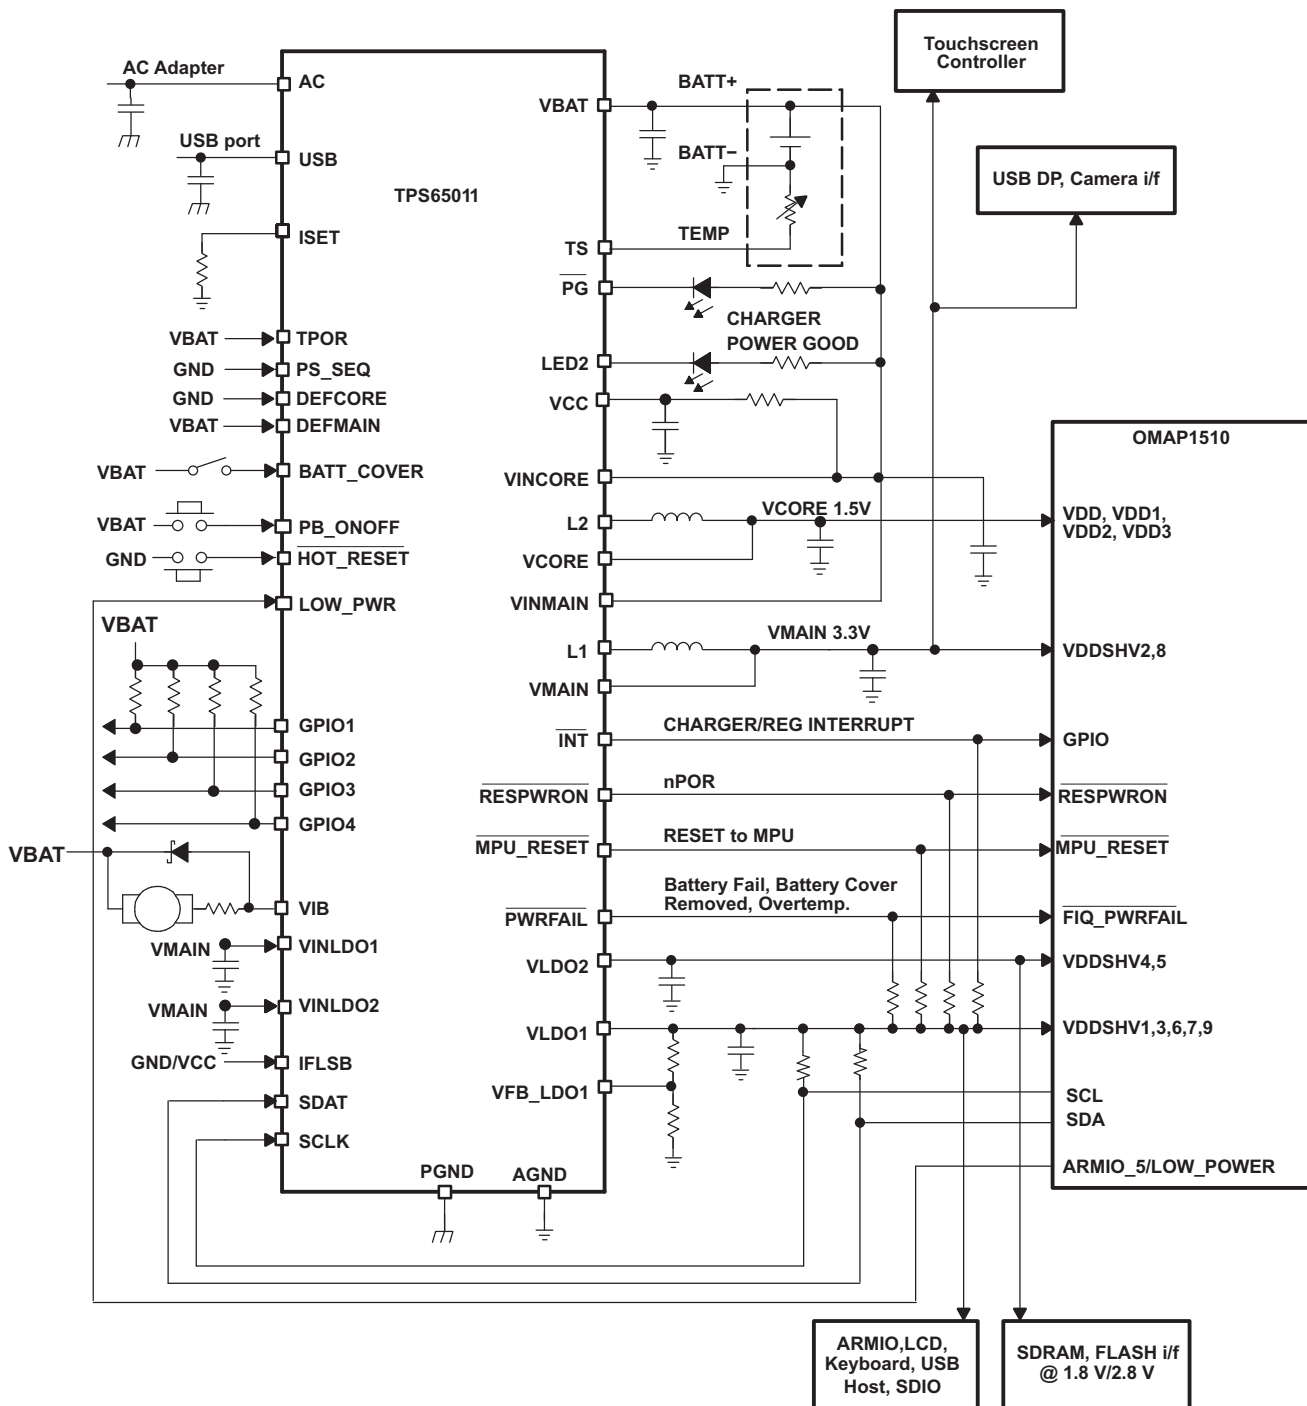 Touchscreen
Controller
AC Adapter
AC
BATT+
VBAT
USB port
USB
BATT−
USB DP, Camera i/f
TPS65011
ISET
TEMP
TS
PG
CHARGER
POWER GOOD
VBAT
TPOR
LED2
GND
PS_SEQ
GND
DEFCORE
VCC
VBAT
DEFMAIN
OMAP1510
VBAT
BATT_COVER
VINCORE
VCORE 1.5V
VBAT
PB_ONOFF
L2
VDD, VDD1,
VDD2, VDD3
GND
HOT_RESET
VCORE
LOW_PWR
VINMAIN
VBAT
VMAIN 3.3V
L1
VDDSHV2,8
VMAIN
GPIO1
CHARGER/REG INTERRUPT
INT
GPIO
GPIO2
nPOR
GPIO3
RESPWRON
RESPWRON
GPIO4
RESET to MPU
VBAT
MPU_RESET
MPU_RESET
Battery Fail, Battery Cover
Removed, Overtemp.
VIB
PWRFAIL
FIQ_PWRFAIL
VMAIN
VINLDO1
VLDO2
VDDSHV4,5
VMAIN
VINLDO2
VLDO1
VDDSHV1,3,6,7,9
GND/VCC
IFLSB
VFB_LDO1
SCL
SDAT
SDA
SCLK
PGND
AGND
ARMIO_5/LOW_POWER
ARMIO,LCD,
Keyboard, USB
Host, SDIO
SDRAM, FLASH i/f
@ 1.8 V/2.8 V